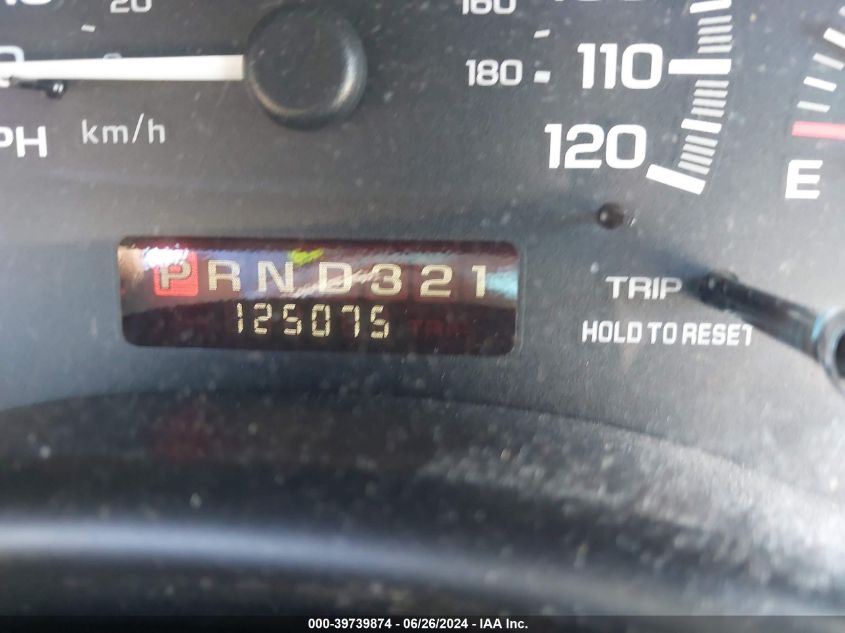 20
160
180
110
120
PH
km/h
E
PRND321
125075
TRIP
HOLD TO RESET
000-39739874 / 06/26/2024 - IAA Inc.